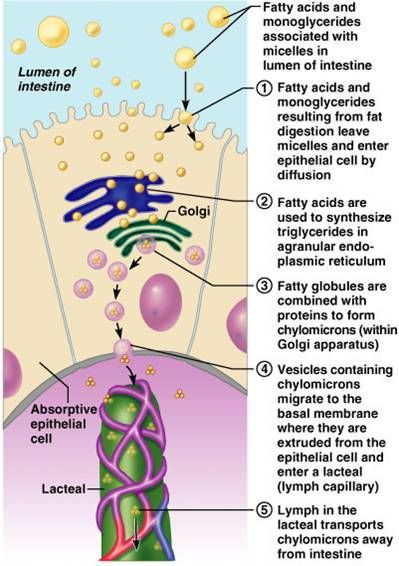 Fatty acids and
monoglycerides
associated with
micelles in
lumen of intestine
Lumen of
intestine
1 Fatty acids and
monoglycerides
resulting from fat
digestion leave
micelles and enter
epithelial cell by
diffusion
2 Fatty acids are
used to synthesize
triglycerides in
agranular endo-
plasmic reticulum
Golgi
3 Fatty globules are
combined with
proteins to form
chylomicrons (within
Golgi apparatus)
4 Vesicles containing
chylomicrons
migrate to the
basal membrane
where they are
extruded from the
epithelial cell and
enter a lacteal
(lymph capillary)
Absorptive
epithelial
cell
Lacteal
5 Lymph in the
lacteal transports
chylomicrons away
from intestine